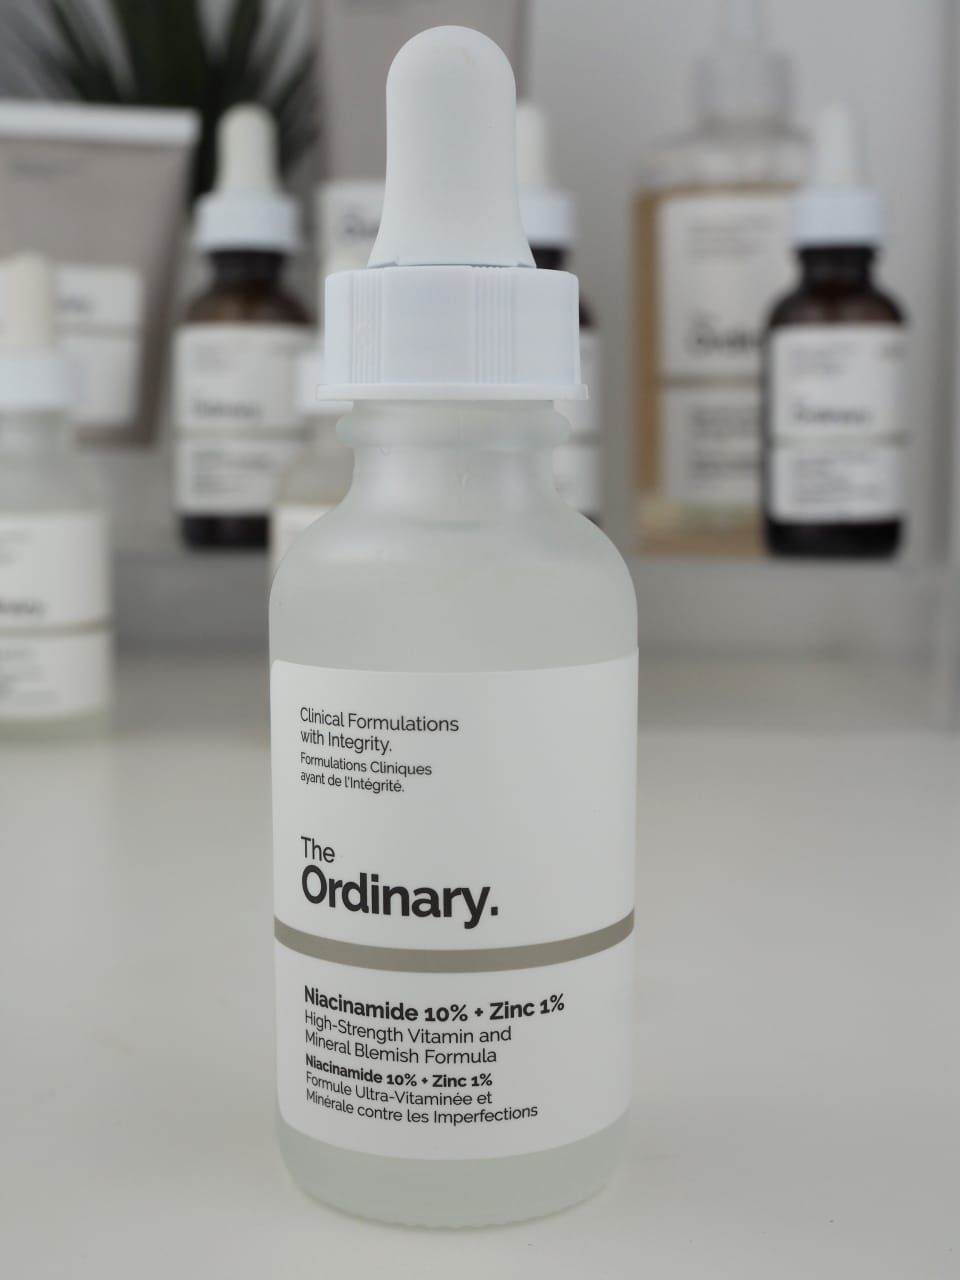 Clinical Formulations
with Integrity.
Formulations Cliniques
ayant de l'Intégrité.
The
Ordinary.
Niacinamide 10% + Zinc 1%
High-Strength Vitamin and
Mineral Blemish Formula
Niacinamide 10% + Zinc 1%
Formule Ultra-Vitaminée et
Minérale contre les Imperfections